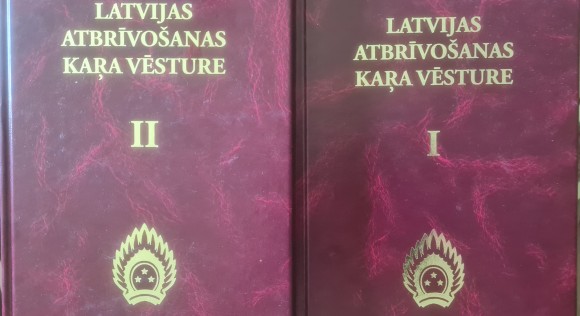 LATVIJAS
ATBRĪVOŠANAS
KAŖA VĒSTURE
II
LATVIJAS
ATBRĪVOŠANAS
KAŖA VĒSTURE
I